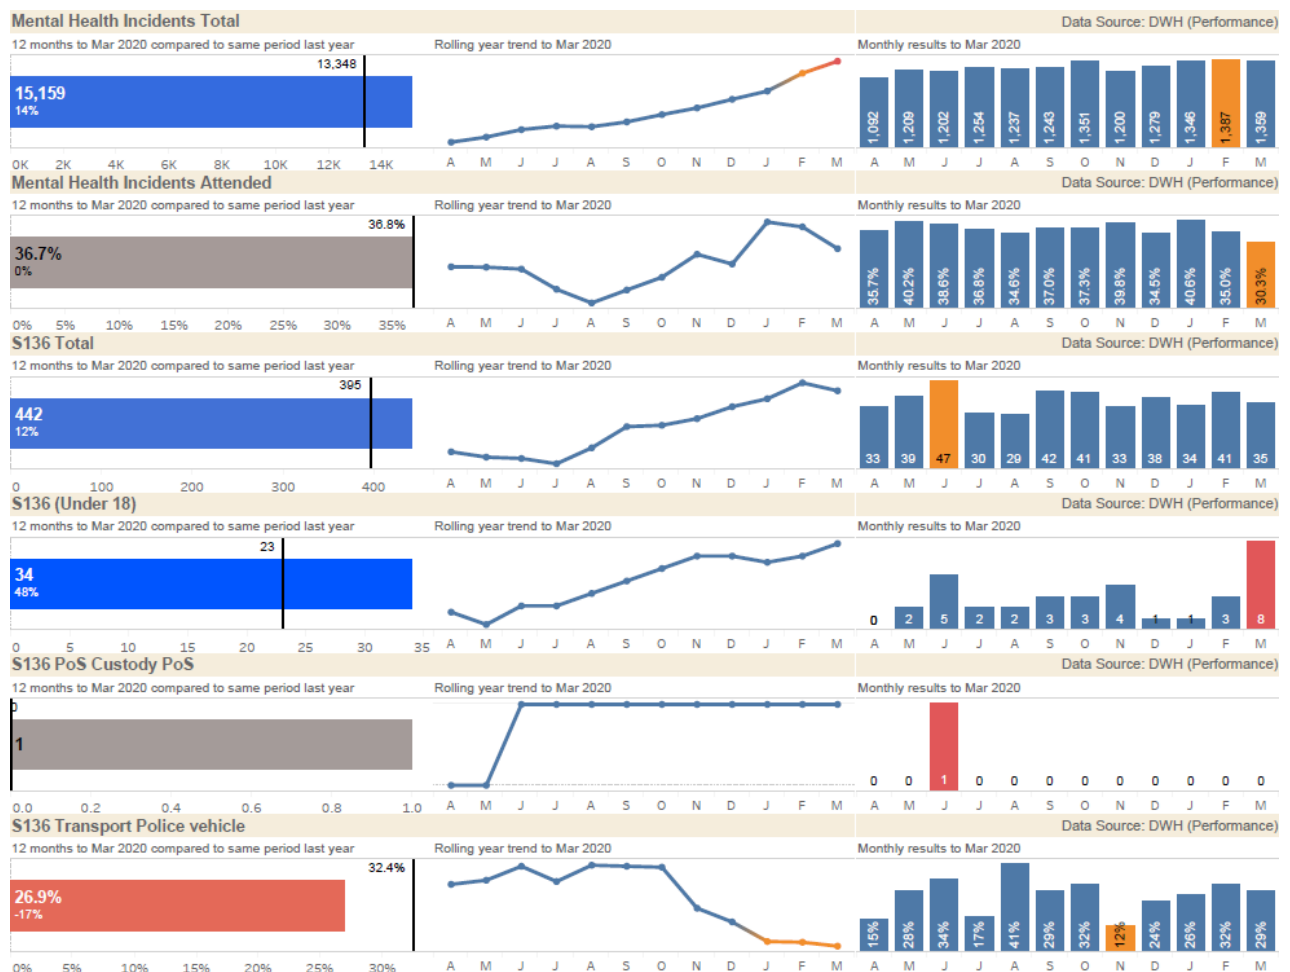 Mental Health Incidents Total Data Source: DWH (Performance)
12 months to Mar 2020 compared to same period last year Rolling year trend to Mar 2020 Monthly results to Mar 2020
13,348
15,159
14%
1,092 1,209 1,202 1,254 1,237 1,243 1,351 1,200 1,279 1,346 1,387 1,359
0K 2K 4K 6K 8K 10K 12K 14K A M J J A S O N D J F M A M J J A S O N D J F M
Mental Health Incidents Attended Data Source: DWH (Performance)
12 months to Mar 2020 compared to same period last year Rolling year trend to Mar 2020 Monthly results to Mar 2020
36.8%
36.7%
0%
35.7% 40.2% 38.6% 36.8% 34.6% 37.0% 37.3% 39.8% 34.5% 40.6% 35.0% 30.3%
0% 5% 10% 15% 20% 25% 30% 35% A M J J A S O N D J F M A M J J A S O N D J F M
S136 Total Data Source: DWH (Performance)
12 months to Mar 2020 compared to same period last year Rolling year trend to Mar 2020 Monthly results to Mar 2020
395
442
12%
33 39 47 30 29 42 41 33 38 34 41 35
0 100 200 300 400 A M J J A S O N D J F M A M J J A S O N D J F M
S136 (Under 18) Data Source: DWH (Performance)
12 months to Mar 2020 compared to same period last year Rolling year trend to Mar 2020 Monthly results to Mar 2020
23
34
48%
0 2 5 2 2 3 3 4 1 1 3 8
0 5 10 15 20 25 30 35 A M J J A S O N D J F M A M J J A S O N D J F M
S136 PoS Custody PoS Data Source: DWH (Performance)
12 months to Mar 2020 compared to same period last year Rolling year trend to Mar 2020 Monthly results to Mar 2020
0
1
0 0 1 0 0 0 0 0 0 0 0 0
0.0 0.2 0.4 0.6 0.8 1.0 A M J J A S O N D J F M A M J J A S O N D J F M
S136 Transport Police vehicle Data Source: DWH (Performance)
12 months to Mar 2020 compared to same period last year Rolling year trend to Mar 2020 Monthly results to Mar 2020
32.4%
26.9%
-17%
15% 28% 34% 17% 41% 29% 32% 12% 24% 26% 32% 29%
0% 5% 10% 15% 20% 25% 30% A M J J A S O N D J F M A M J J A S O N D J F M